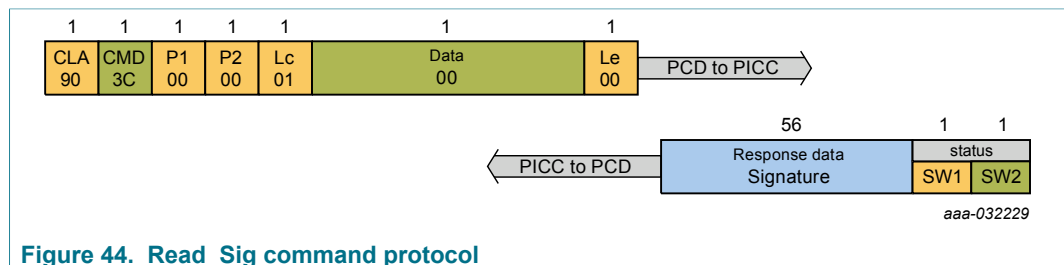 1 1 1 1 1 1 1
CLA CMD P1 P2 Lc Data Le
90 3C 00 00 01 00 00
PCD to PICC
56 1 1
PICC to PCD
Response data
Signature
status
SW1 SW2
aaa-032229
Figure 44. Read_Sig command protocol